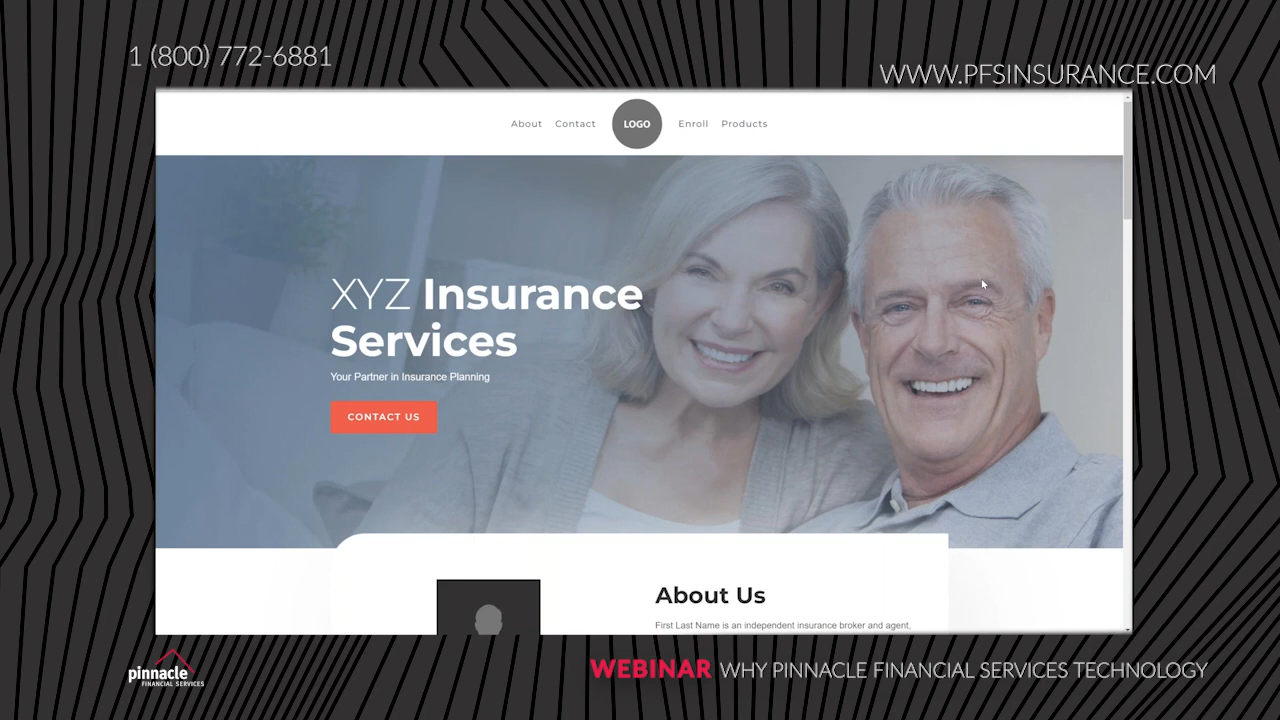 1 (800) 772-6881
WWW.PFSINSURANCE.COM
About Contact LOGO Enroll Products
XYZ Insurance
Services
Your Partner in Insurance Planning
CONTACT US
About Us
First Last Name is an independent insurance broker and agent,
pinnacle
FINANCIAL SERVICES
WEBINAR WHY PINNACLE FINANCIAL SERVICES TECHNOLOGY